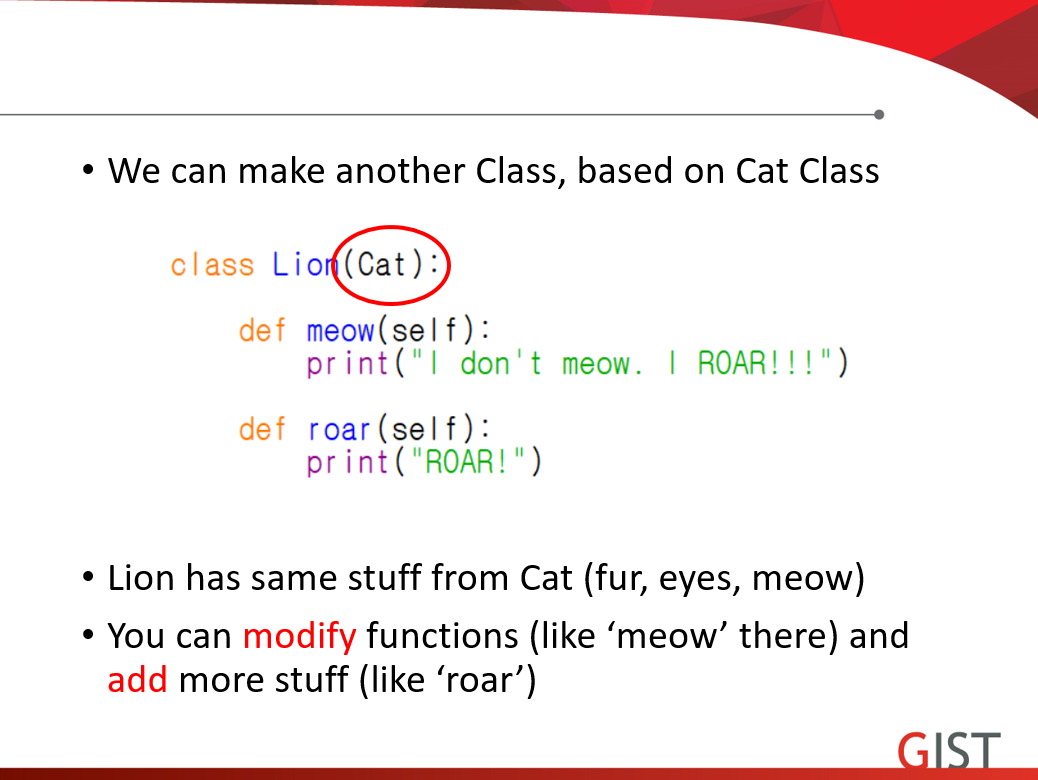 • We can make another Class, based on Cat Class
class Lion(Cat):
def meow(self):
print("I don't meow. I ROAR!!!")
def roar(self):
print("ROAR!")
• Lion has same stuff from Cat (fur, eyes, meow)
• You can modify functions (like ‘meow’ there) and
add more stuff (like ‘roar’)
GIST